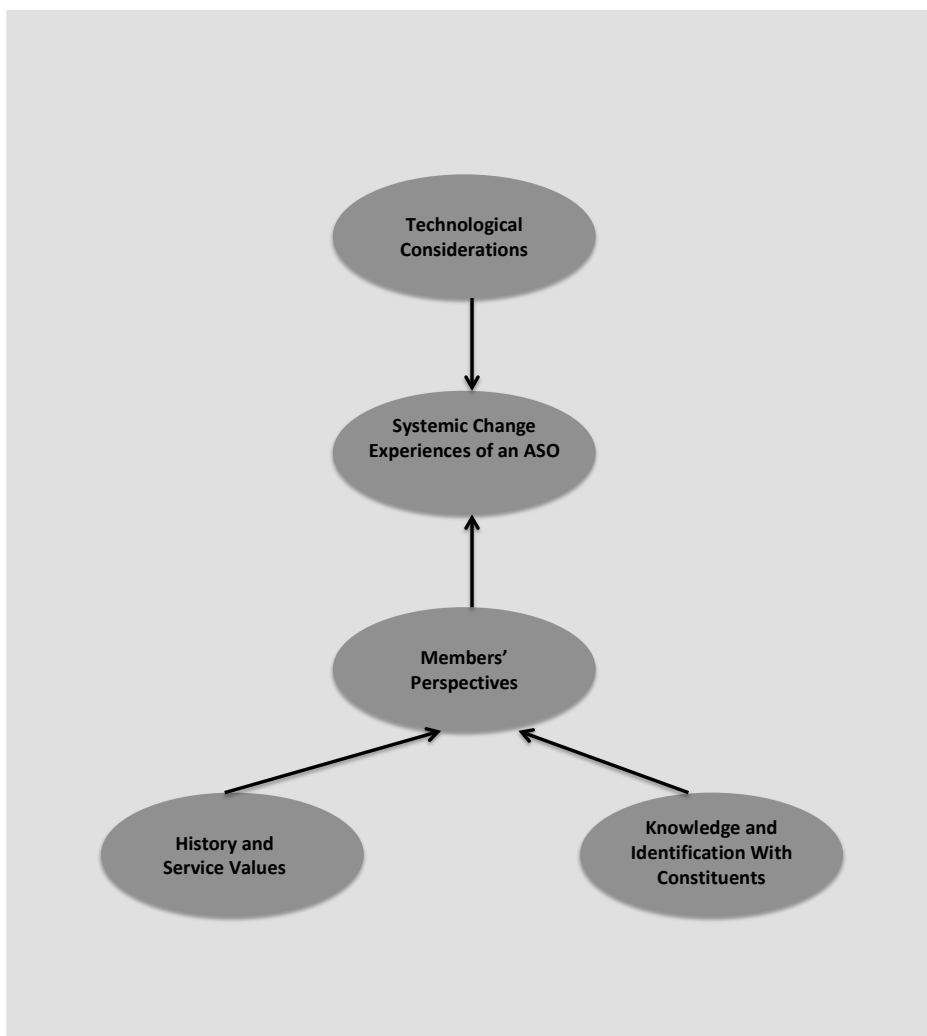 Technological
Considerations
Systemic Change
Experiences of an ASO
Members’
Perspectives
History and
Service Values
Knowledge and
Identification With
Constituents